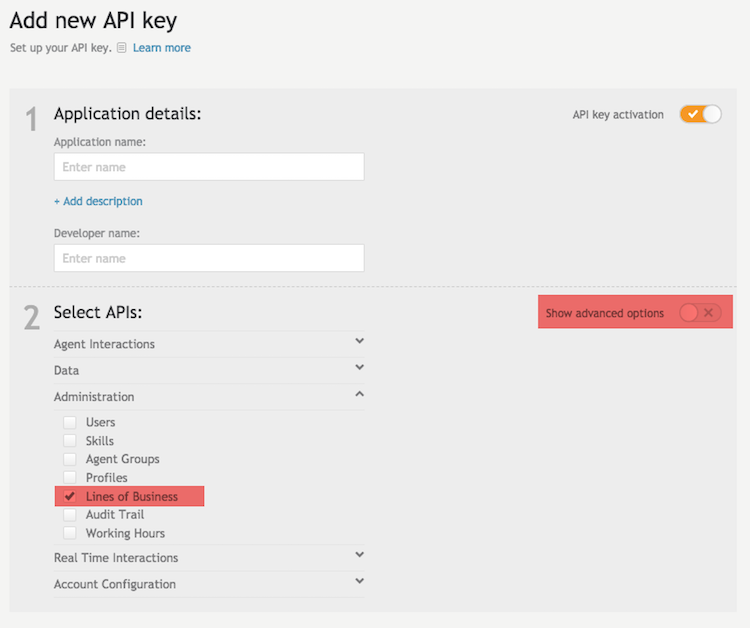 Add new API key
Set up your API key. Learn more
1 Application details:
API key activation
Application name:
Enter name
+ Add description
Developer name:
Enter name
2 Select APIs:
Show advanced options
Agent Interactions
Data
Administration
Users
Skills
Agent Groups
Profiles
Lines of Business
Audit Trail
Working Hours
Real Time Interactions
Account Configuration